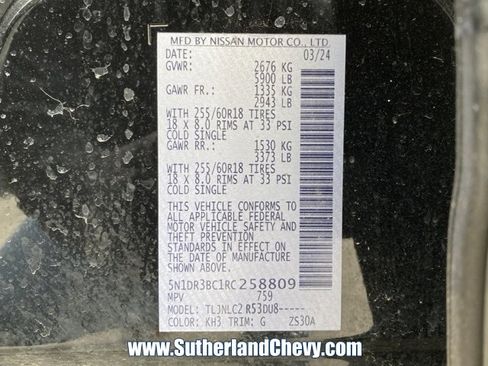 MFD BY NISSAN MOTOR CO., LTD
DATE: 03/24
GVWR: 2676 KG
5900 LB
GAWR FR.: 1335 KG
2943 LB
WITH 255/60R18 TIRES
18 X 8.0 RIMS AT 33 PSI
COLD SINGLE
GAWR RR.: 1530 KG
3373 LB
WITH 255/60R18 TIRES
18 X 8.0 RIMS AT 33 PSI
COLD SINGLE
THIS VEHICLE CONFORMS TO
ALL APPLICABLE FEDERAL
MOTOR VEHICLE SAFETY AND
THEFT PREVENTION
STANDARDS IN EFFECT ON
THE DATE OF MANUFACTURE
SHOWN ABOVE
5N1DR3BC1RC258809
MPV 759
MODEL: TLJNLC2 R53DU8-----
COLOR: KH3 TRIM: G ZS30A
www.SutherlandChevy.com